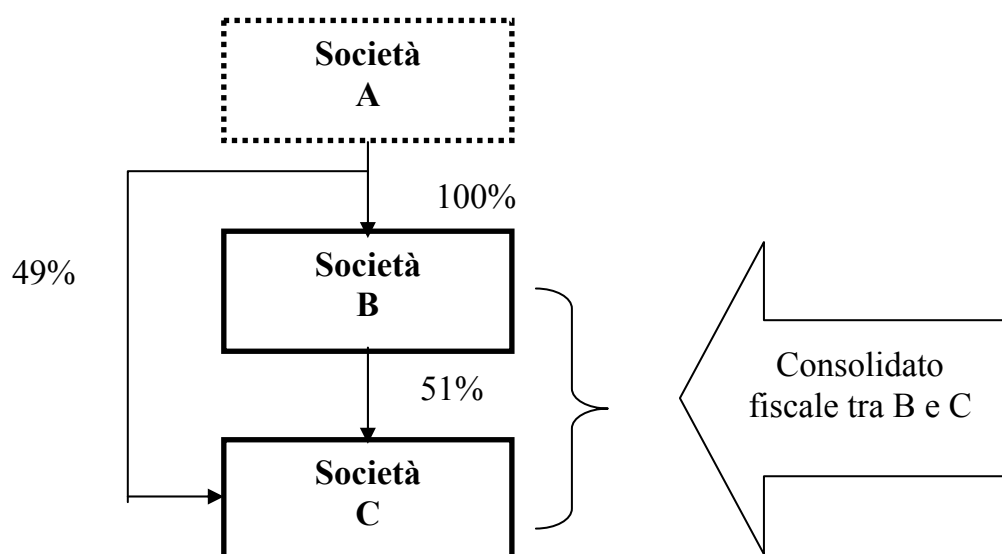 Società
A
100%
49%
Società
B
51%
Consolidato
fiscale tra B e C
Società
C